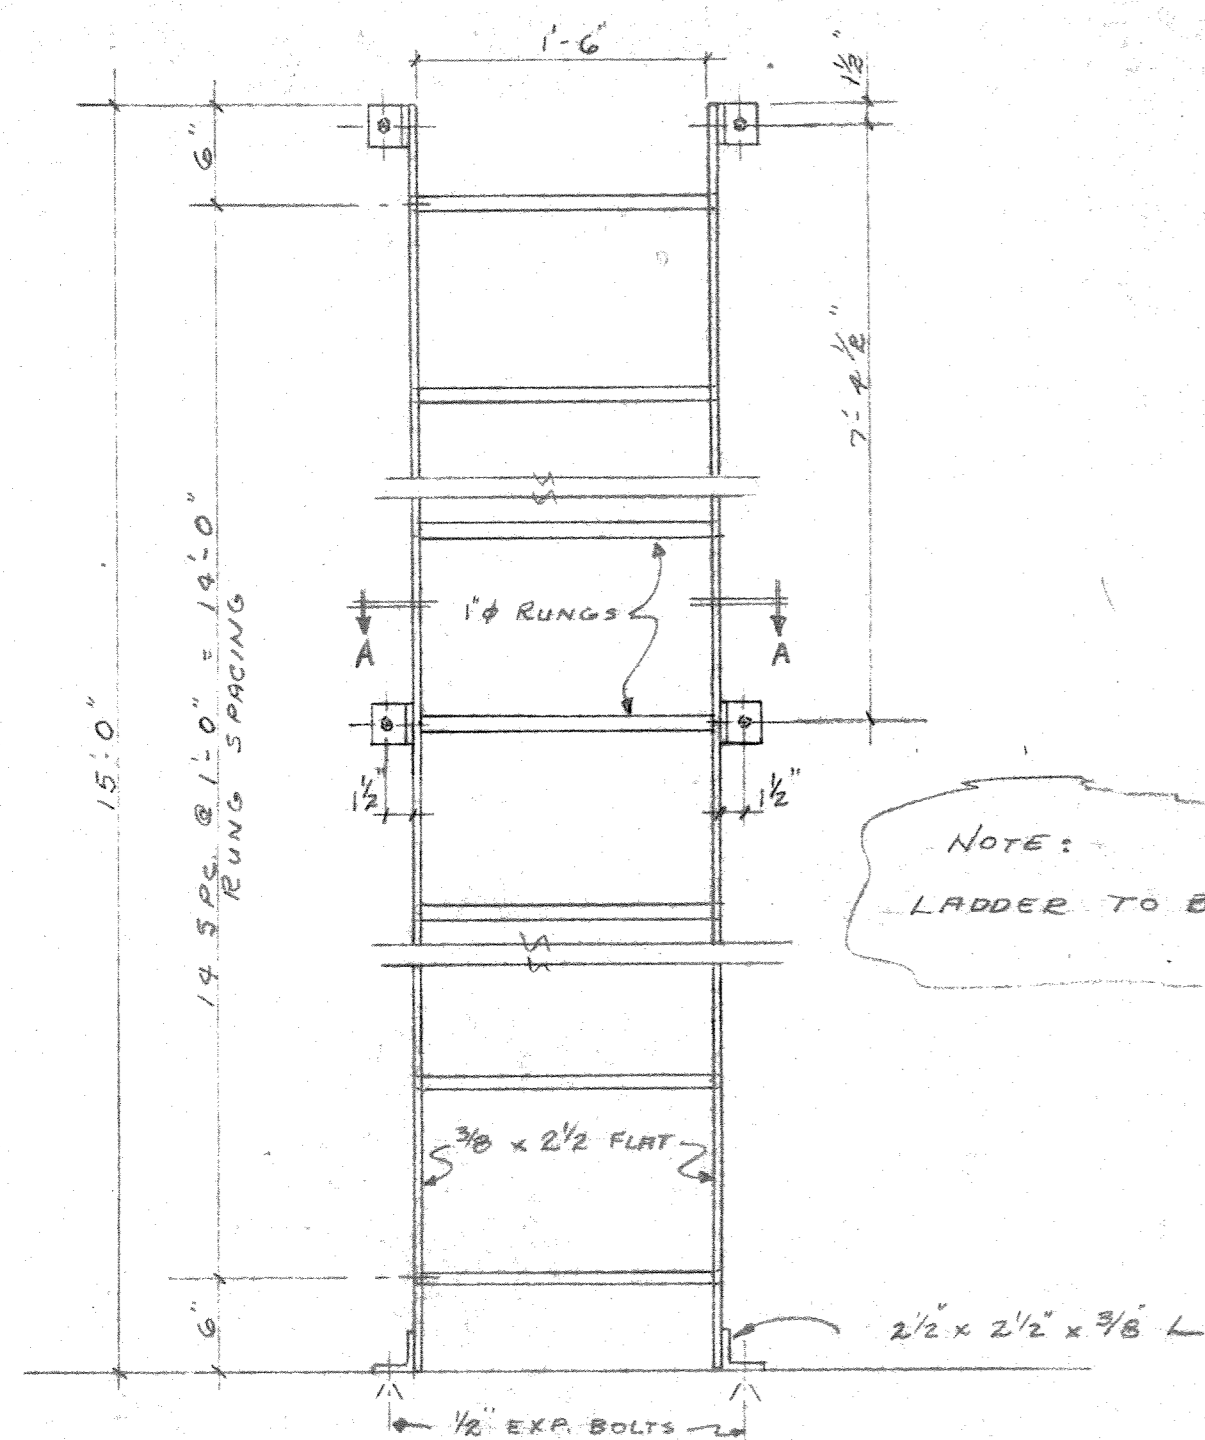 1'-6"
1½"
6"
7'-4½"
1"ϕ RUNGS
A
A
14 SPC. @ 1'-0" = 14'-0"
RUNG SPACING
15'-0"
1½"
1½"
NOTE:
LADDER TO B
3/8 x 2½ FLAT
6"
2½" x 2½" x 3/8" L
½" EXP. BOLTS